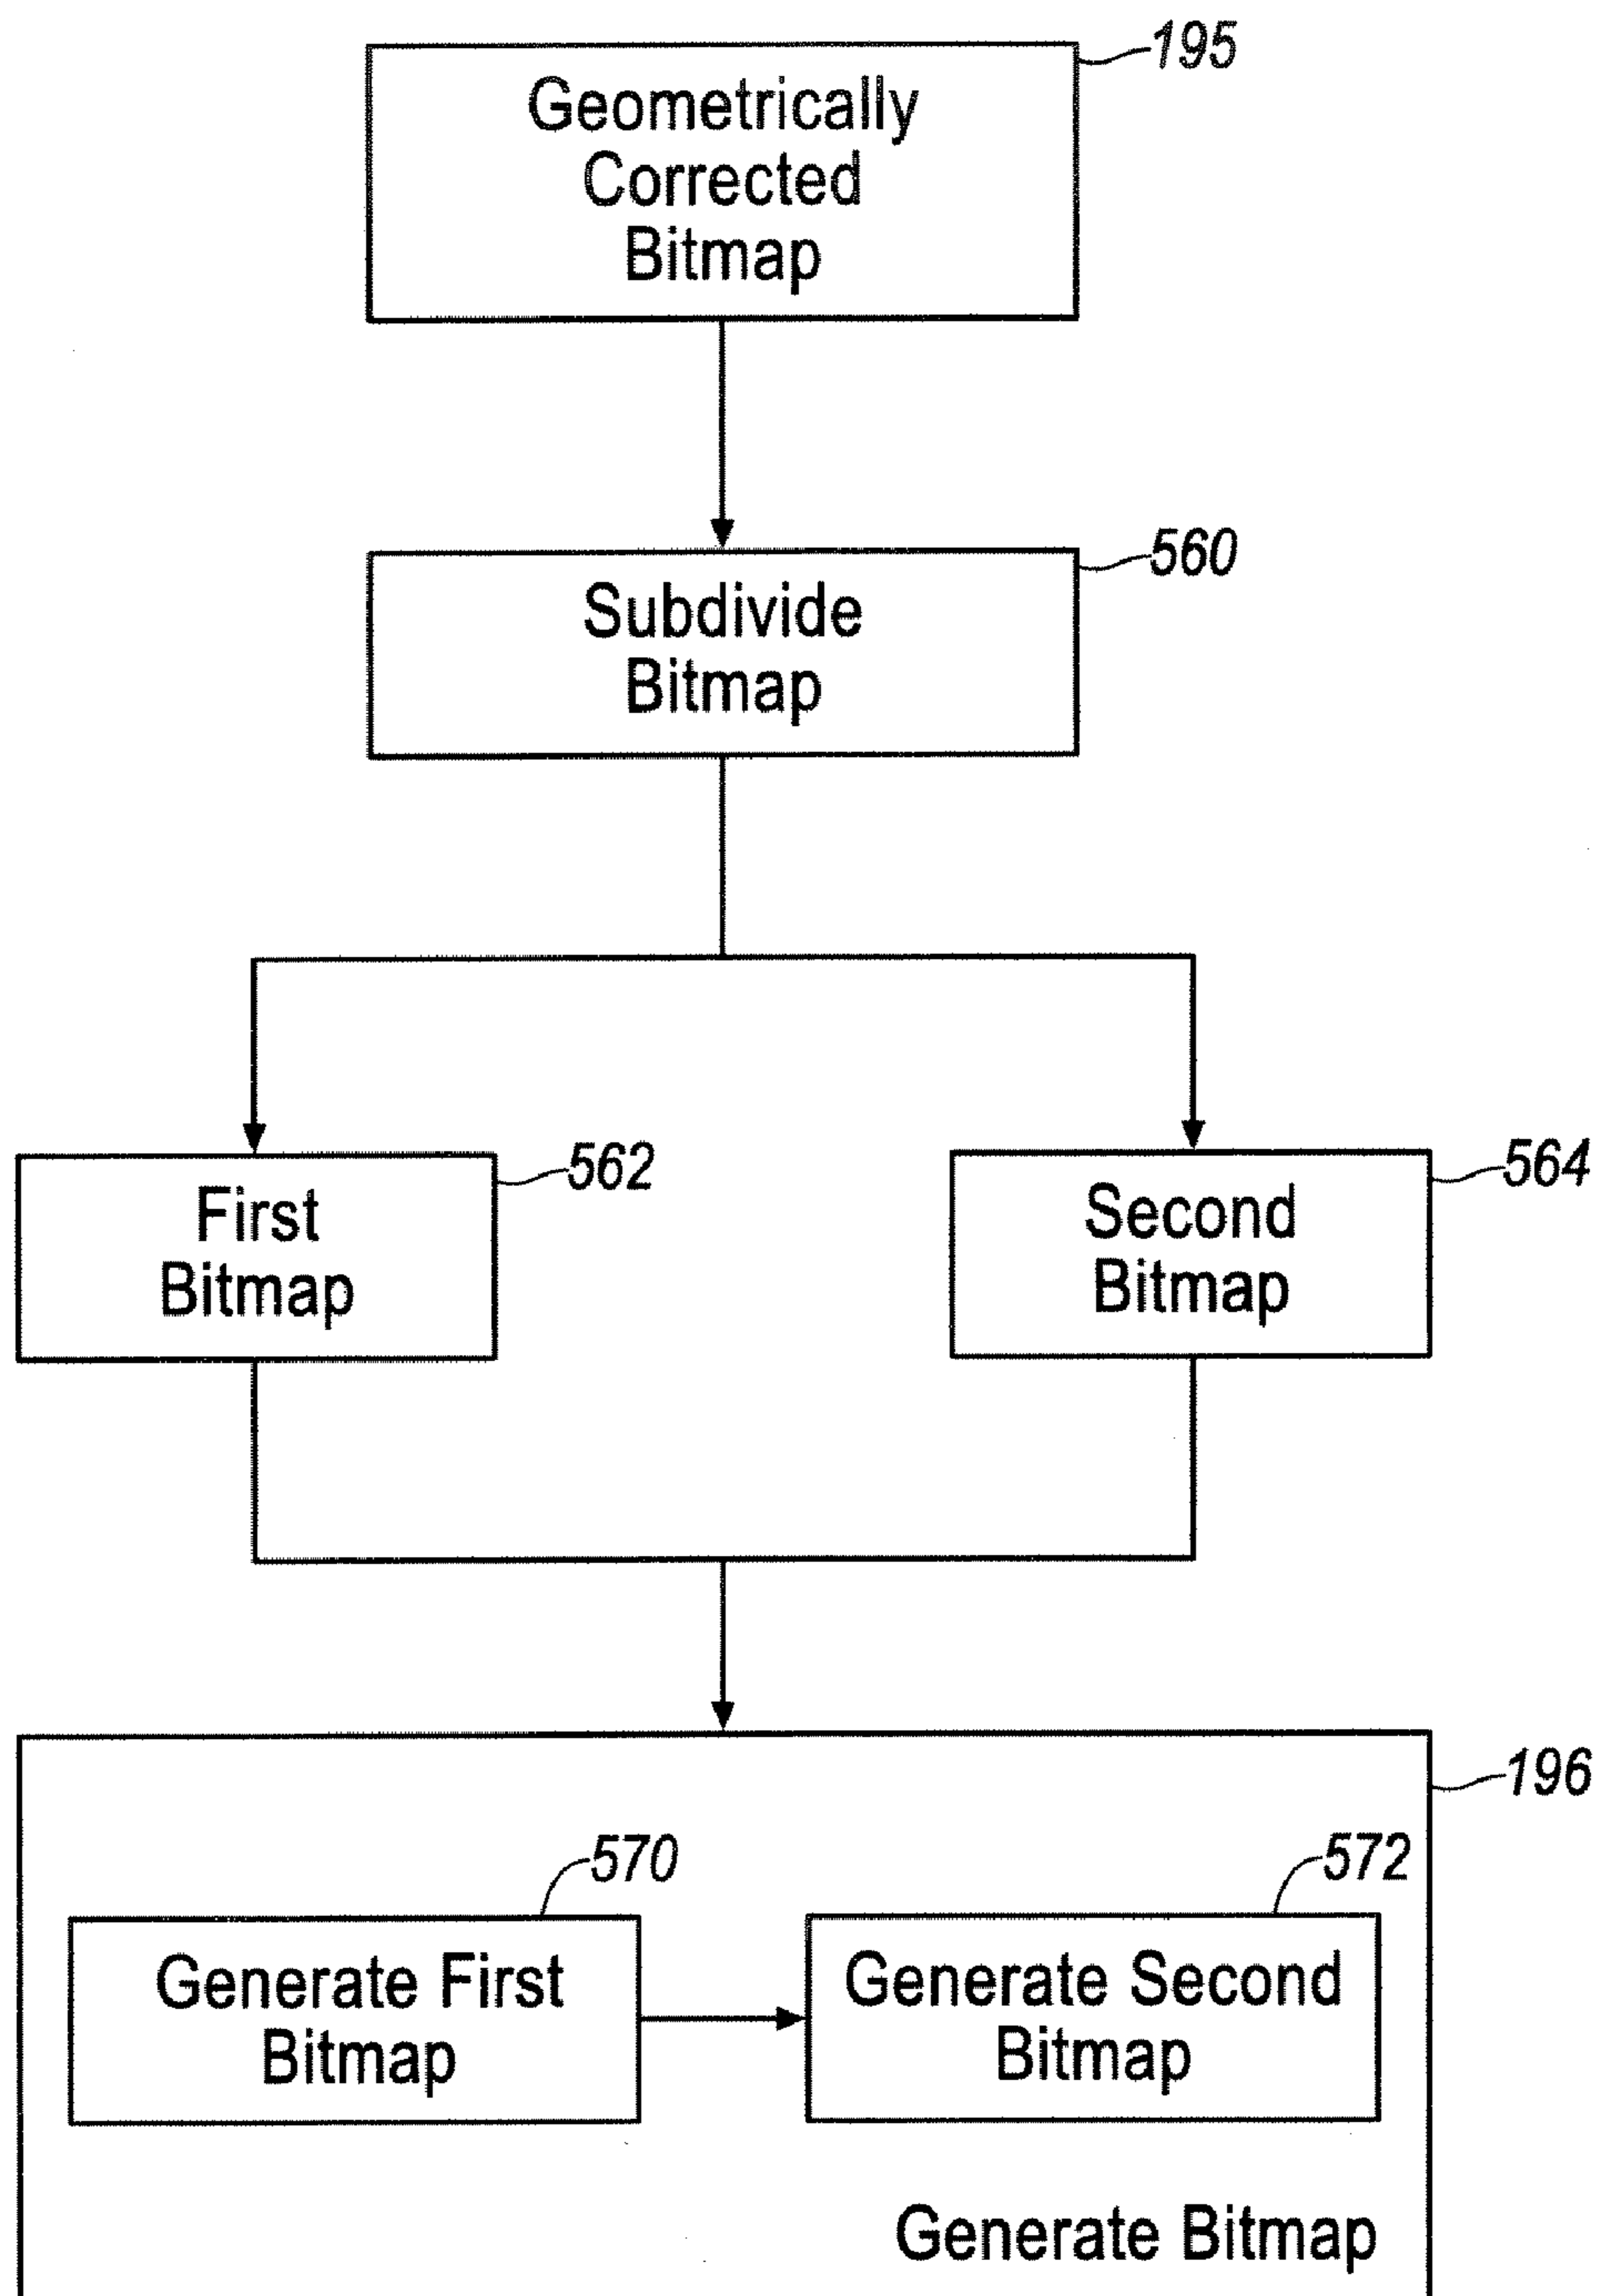 195
Geometrically
Corrected
Bitmap
560
Subdivide
Bitmap
562
First
Bitmap
564
Second
Bitmap
196
570
Generate First
Bitmap
572
Generate Second
Bitmap
Generate Bitmap